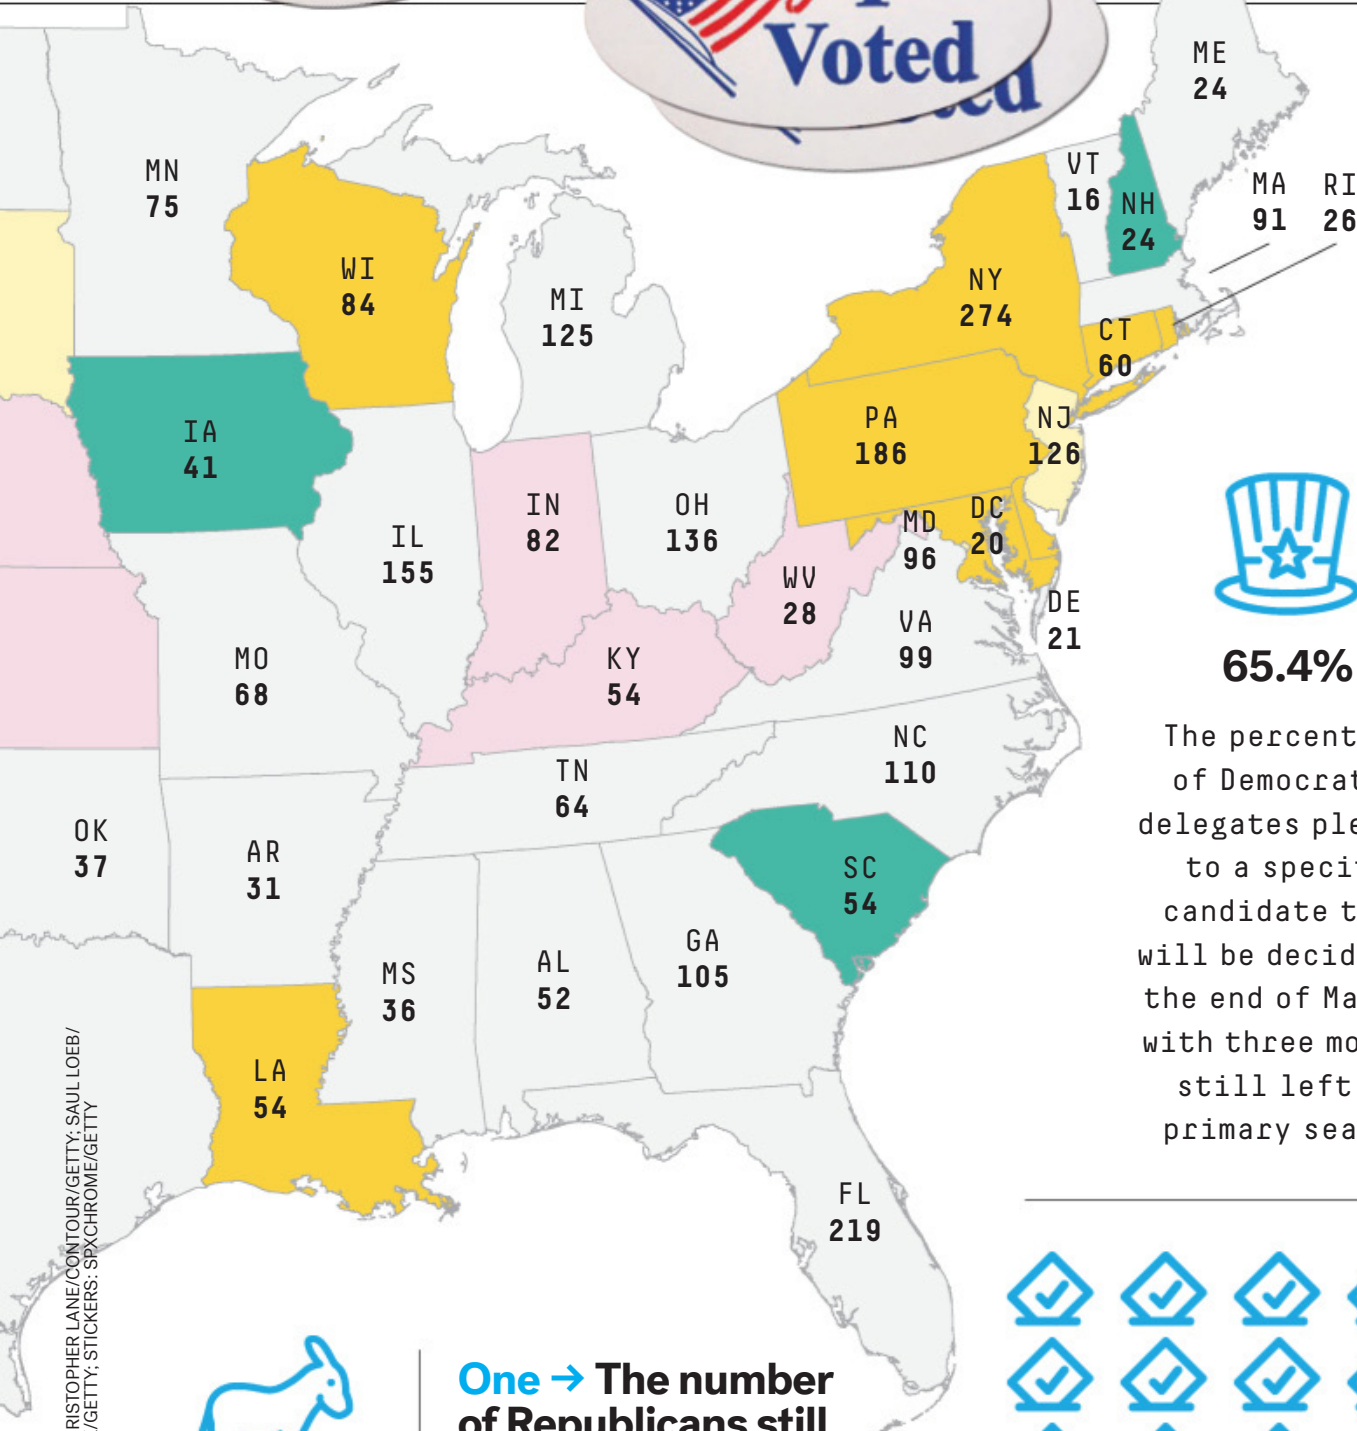 Voted
ted
ME
24
MN
75
VT
16
MA
91
RI
26
NH
24
WI
84
NY
274
MI
125
CT
60
IA
41
PA
186
NJ
126
IN
82
OH
136
DC
20
MD
96
IL
155
WV
28
DE
21
VA
99
KY
54
MO
68
NC
110
TN
64
OK
37
AR
31
SC
54
GA
105
AL
52
MS
36
LA
54
FL
219
65.4%
The percent
of Democrat
delegates ple
to a specif
candidate t
will be decid
the end of Ma
with three mo
still left
primary sea
RISTOPHER LANE/CONTOUR/GETTY; SAUL LOEB/
/GETTY; STICKERS: SPXCHROME/GETTY
One → The number
of Republicans still